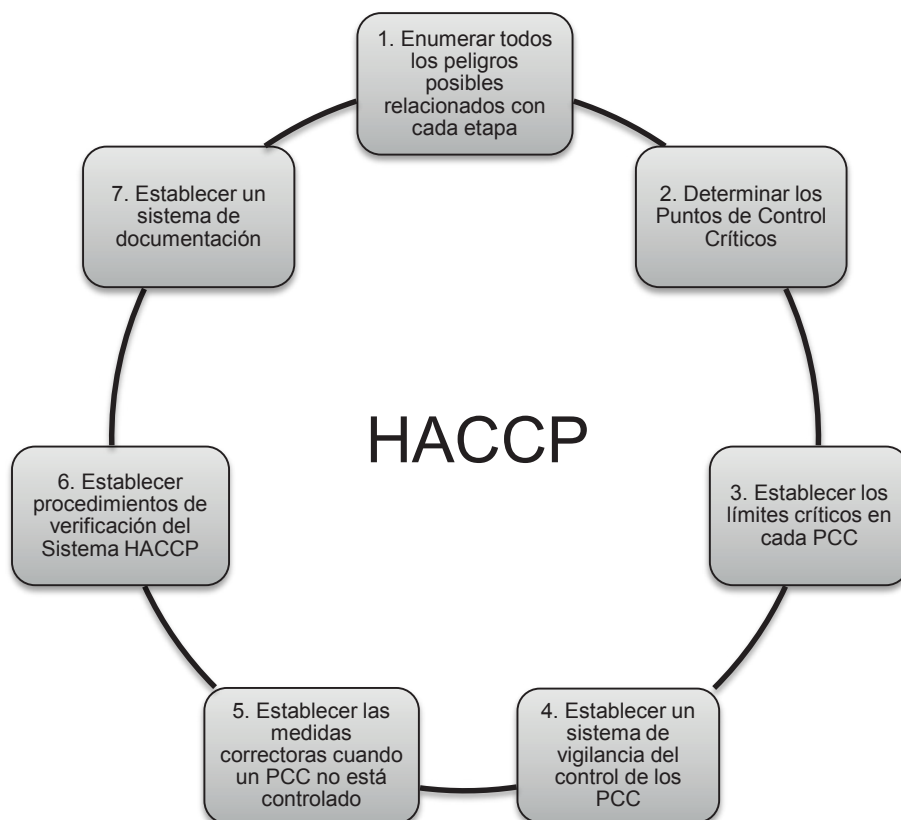 1. Enumerar todos
los peligros
posibles
relacionados con
cada etapa
2. Determinar los
Puntos de Control
Críticos
3. Establecer los
límites críticos en
cada PCC
4. Establecer un
sistema de
vigilancia del
control de los
PCC
5. Establecer las
medidas
correctoras cuando
un PCC no está
controlado
6. Establecer
procedimientos de
verificación del
Sistema HACCP
7. Establecer un
sistema de
documentación
HACCP